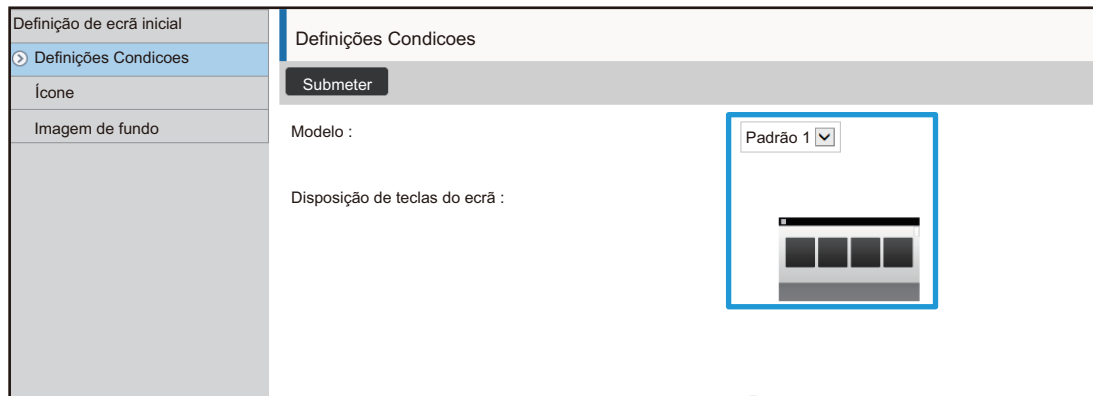 Definição de ecrã inicial
Definições Condicoes
Ícone
Imagem de fundo
Definições Condicoes
Submeter
Modelo :
Padrão 1
Disposição de teclas do ecrã :